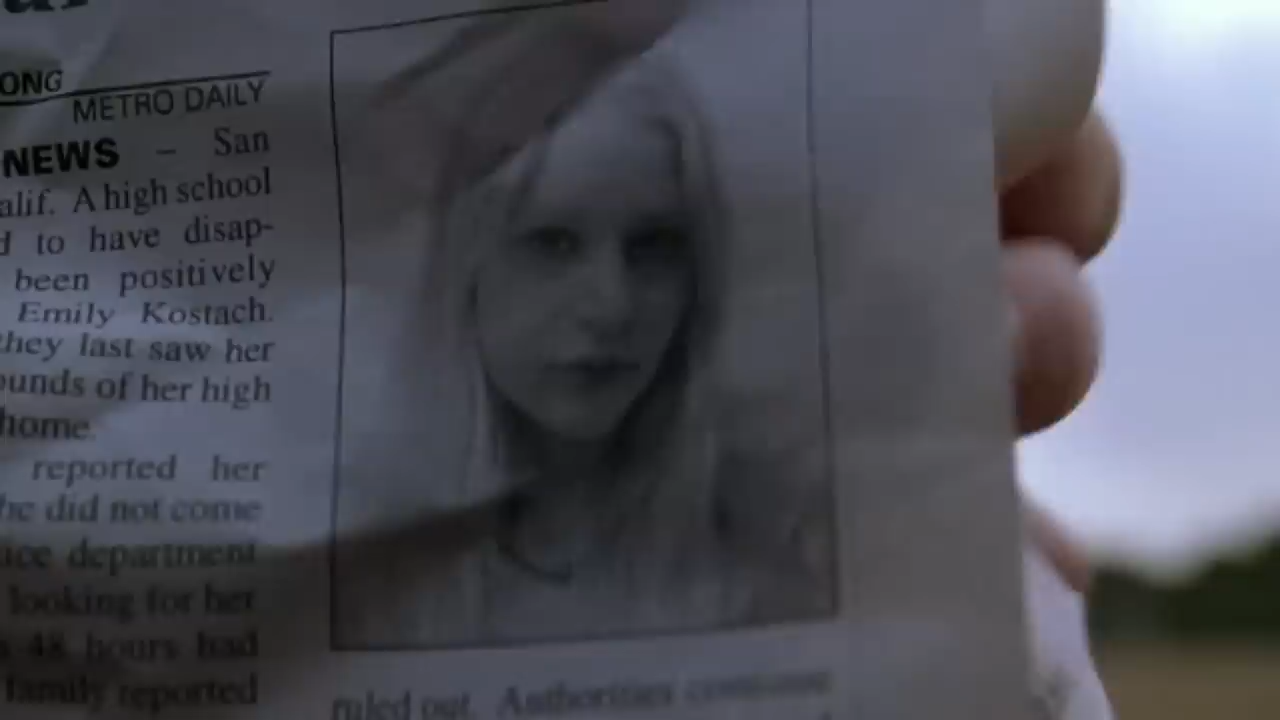 ONG
METRO DAILY
NEWS – San
alif. A high school
d to have disap-
been positively
Emily Kostach.
they last saw her
ounds of her high
home.
reported her
he did not come
ice department
looking for her
48 hours had
family reported
ruled out. Authorities continue